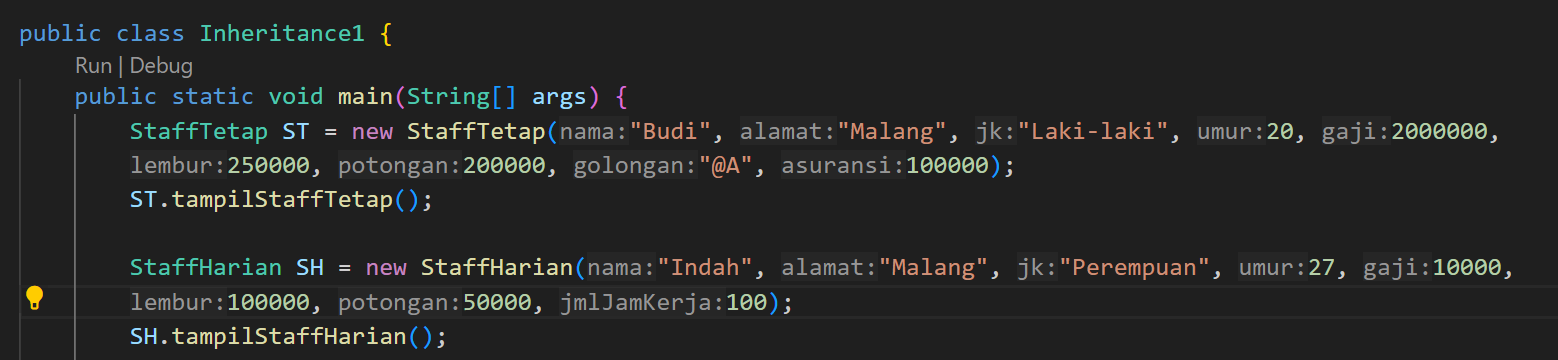 public class Inheritance1 {
Run | Debug
public static void main(String[] args) {
StaffTetap ST = new StaffTetap(nama:"Budi", alamat:"Malang", jk:"Laki-laki", umur:20, gaji:2000000,
lembur:250000, potongan:200000, golongan:"@A", asuransi:100000);
ST.tampilStaffTetap();
StaffHarian SH = new StaffHarian(nama:"Indah", alamat:"Malang", jk:"Perempuan", umur:27, gaji:10000,
lembur:100000, potongan:50000, jmlJamKerja:100);
SH.tampilStaffHarian();